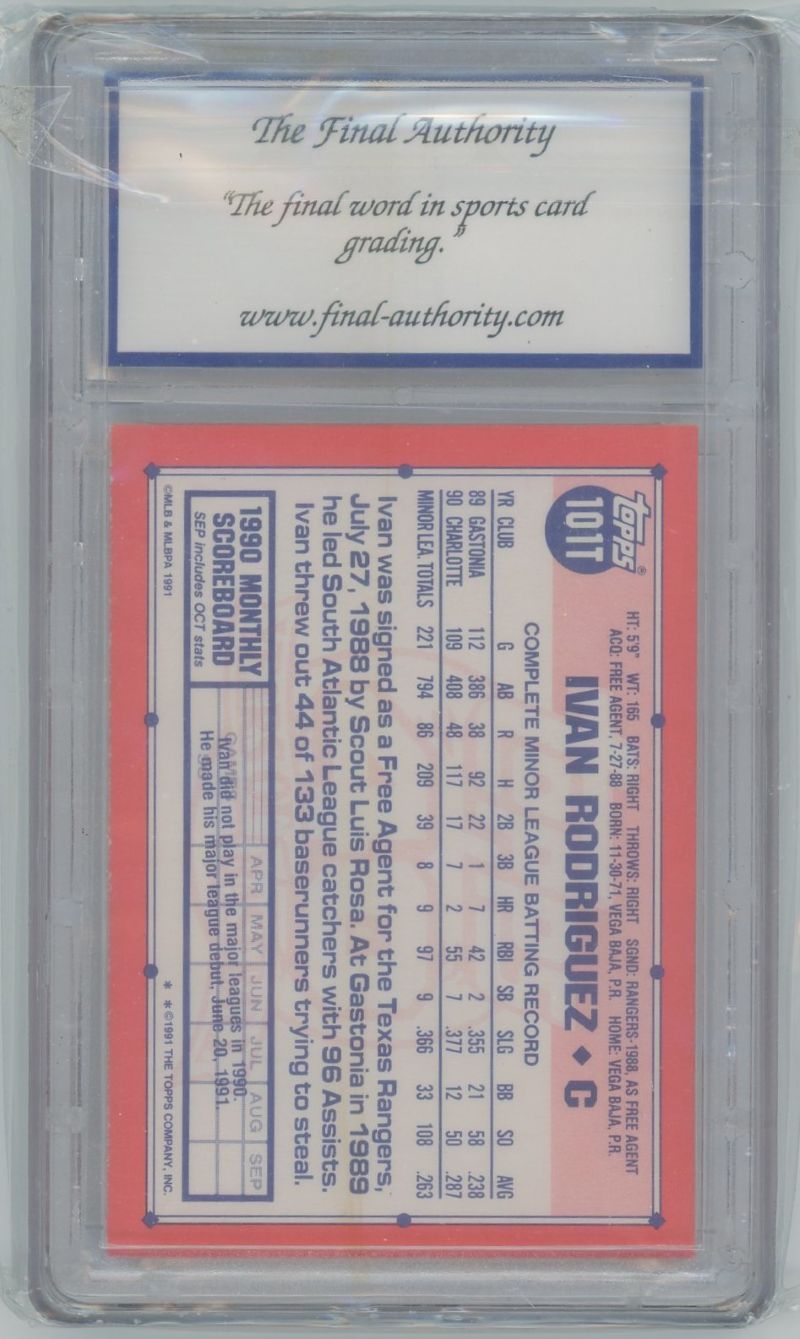 The Final Authority
"The final word in sports card
grading."
www.final-authority.com
topps®
101T
HT: 5'9" WT: 165 BATS: RIGHT THROWS: RIGHT SGND: RANGERS-1988, AS FREE AGENT
ACQ: FREE AGENT, 7-27-88 BORN: 11-30-71, VEGA BAJA, P.R. HOME: VEGA BAJA, P.R.
IVAN RODRIGUEZ ♦ C
COMPLETE MINOR LEAGUE BATTING RECORD
YR CLUB G AB R H 2B 3B HR RBI SB SLG BB SO AVG
89 GASTONIA 112 386 38 92 22 1 7 42 2 .355 21 58 .238
90 CHARLOTTE 109 408 48 117 17 7 2 55 7 .377 12 50 .287
MINOR LEA. TOTALS 221 794 86 209 39 8 9 97 9 .366 33 108 .263
Ivan was signed as a Free Agent for the Texas Rangers,
July 27, 1988 by Scout Luis Rosa. At Gastonia in 1989
he led South Atlantic League catchers with 96 Assists.
Ivan threw out 44 of 133 baserunners trying to steal.
1990 MONTHLY
SCOREBOARD
SEP includes OCT stats
APR MAY JUN JUL AUG SEP
Ivan did not play in the major leagues in 1990.
He made his major league debut, June 20, 1991.
©MLB & MLBPA 1991
* * ©1991 THE TOPPS COMPANY, INC.